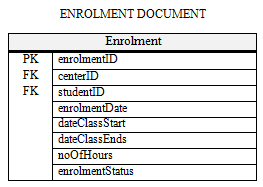 ENROLMENT DOCUMENT
Enrolment
PK enrolmentID
FK centerID
FK studentID
enrolmentDate
dateClassStart
dateClassEnds
noOfHours
enrolmentStatus